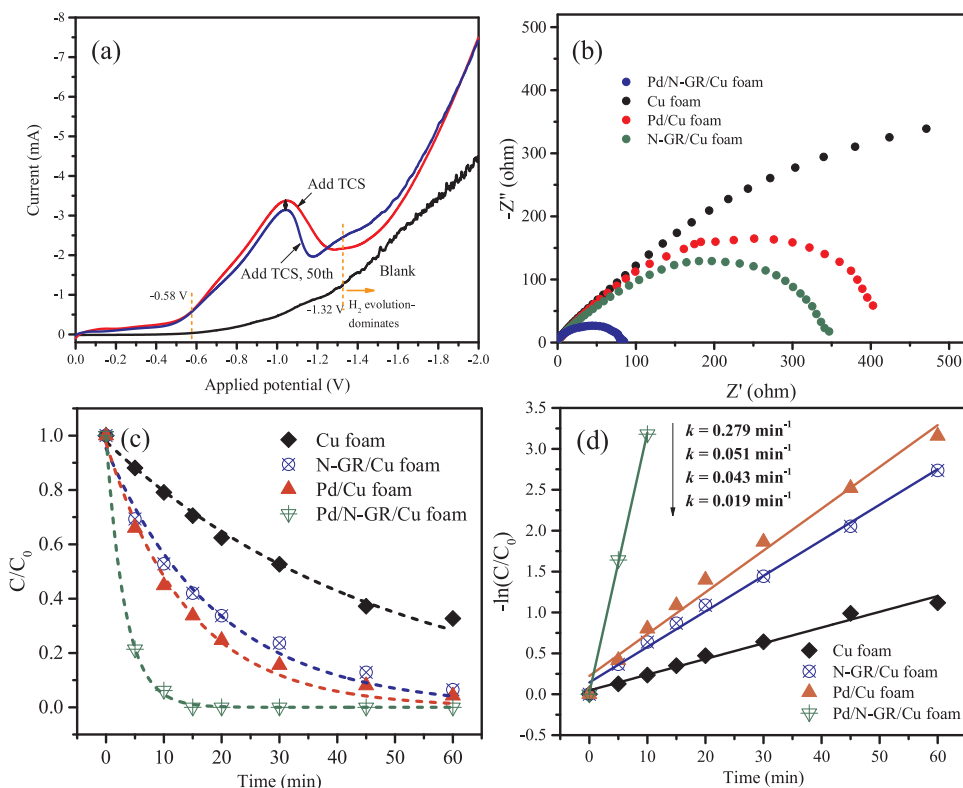 (a)
-8
-7
-6
-5
-4
-3
-2
-1
0
Current (mA)
Add TCS
Add TCS, 50th
Blank
-0.58 V
-1.32 V
H2 evolution-
dominates
0.0 -0.2 -0.4 -0.6 -0.8 -1.0 -1.2 -1.4 -1.6 -1.8 -2.0
Applied potential (V)
(b)
500
400
300
200
100
0
-Z'' (ohm)
Pd/N-GR/Cu foam
Cu foam
Pd/Cu foam
N-GR/Cu foam
0 100 200 300 400 500
Z' (ohm)
(c)
1.0
0.8
0.6
0.4
0.2
0.0
C/C0
Cu foam
N-GR/Cu foam
Pd/Cu foam
Pd/N-GR/Cu foam
0 10 20 30 40 50 60
Time (min)
(d)
3.5
3.0
2.5
2.0
1.5
1.0
0.5
0.0
-0.5
-ln(C/C0)
k = 0.279 min-1
k = 0.051 min-1
k = 0.043 min-1
k = 0.019 min-1
Cu foam
N-GR/Cu foam
Pd/Cu foam
Pd/N-GR/Cu foam
0 10 20 30 40 50 60
Time (min)